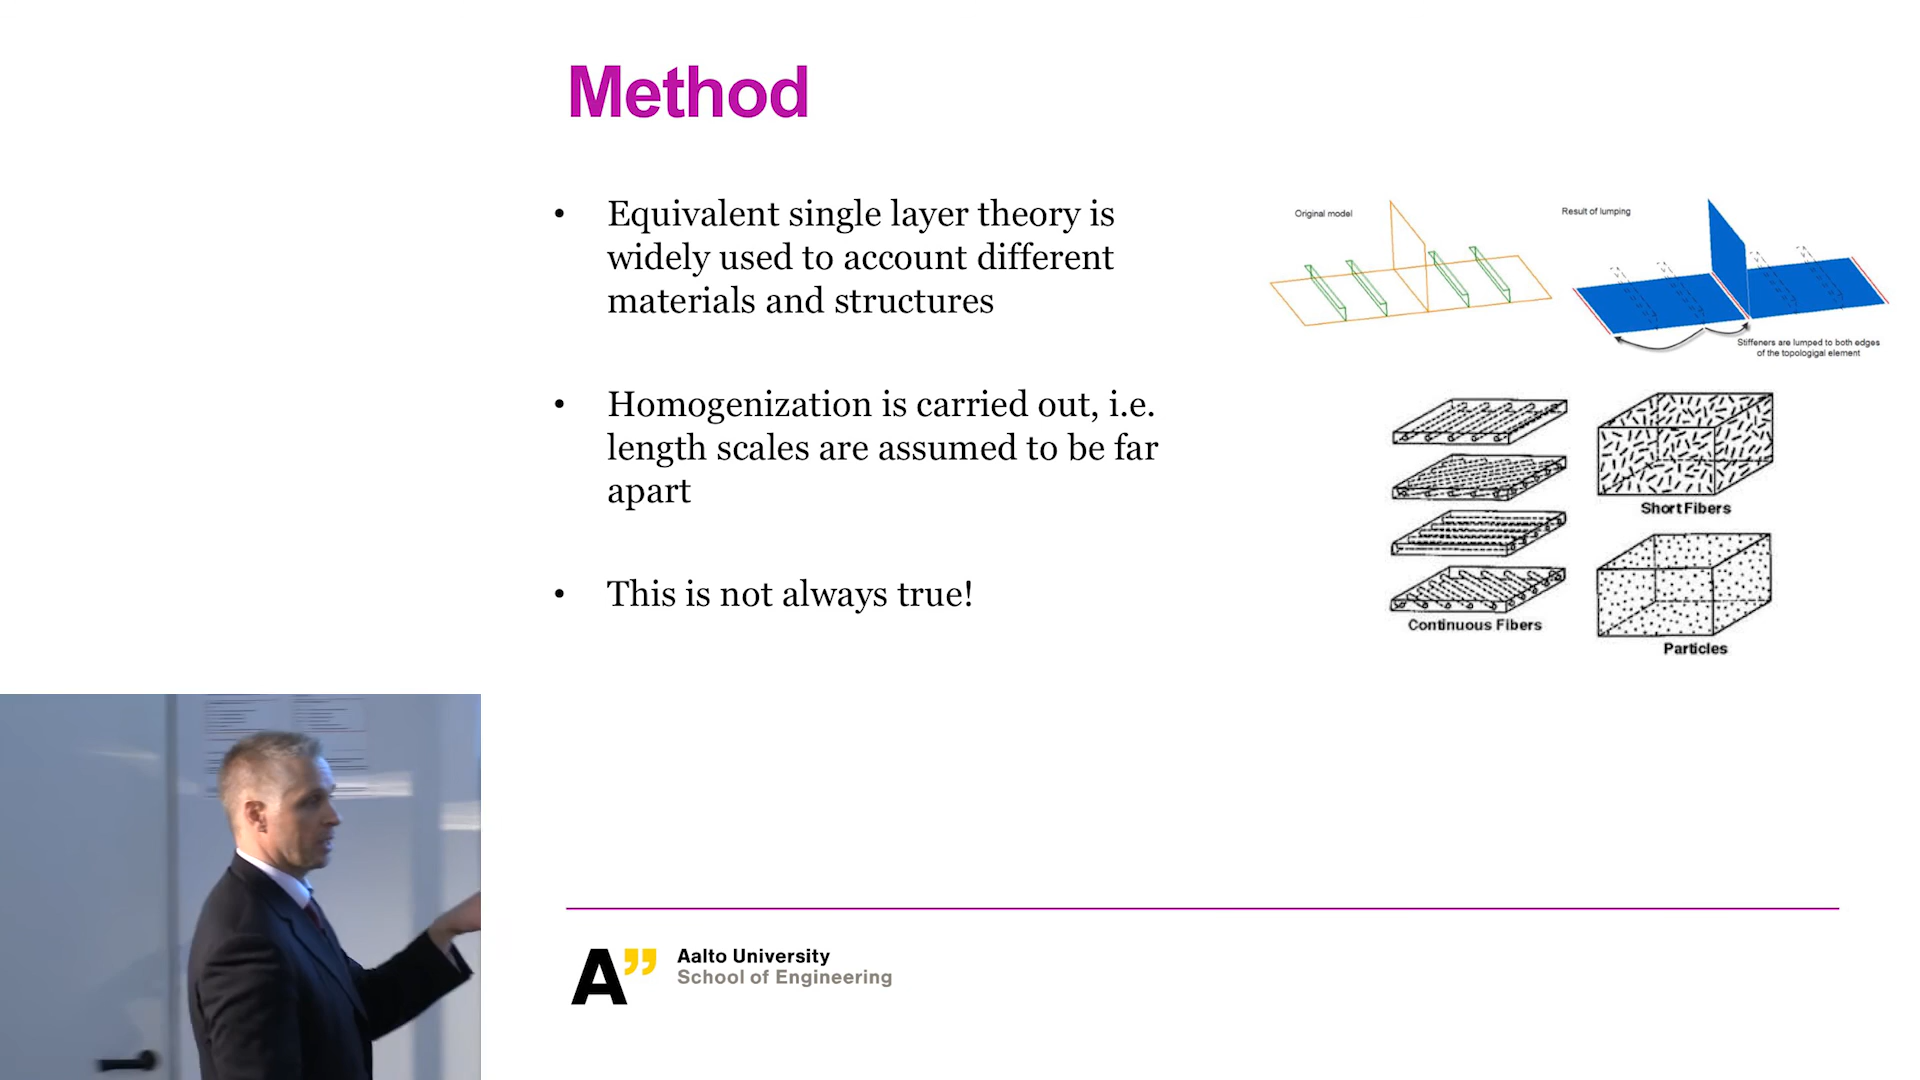 Method
• Equivalent single layer theory is
widely used to account different
materials and structures
• Homogenization is carried out, i.e.
length scales are assumed to be far
apart
• This is not always true!
Original model
Result of lumping
Stiffeners are lumped to both edges
of the topologigal element
Continuous Fibers
Short Fibers
Particles
A”
Aalto University
School of Engineering